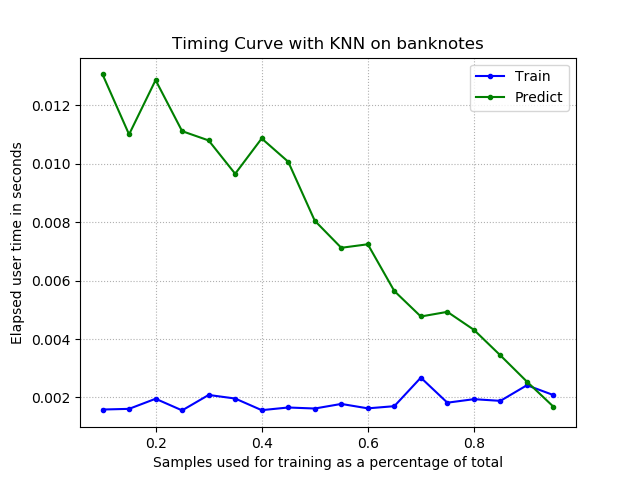 Timing Curve with KNN on banknotes
Train
Predict
Elapsed user time in seconds
0.012
0.010
0.008
0.006
0.004
0.002
0.2 0.4 0.6 0.8
Samples used for training as a percentage of total